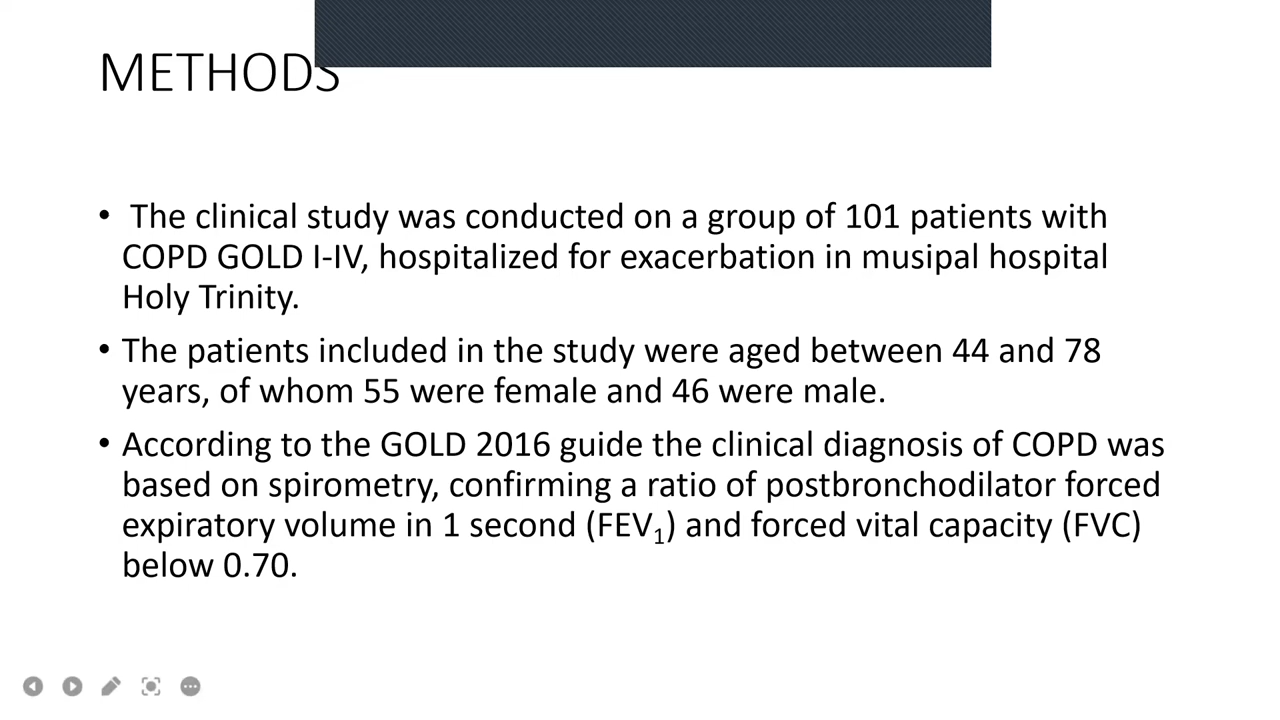 METHODS
• The clinical study was conducted on a group of 101 patients with
COPD GOLD I-IV, hospitalized for exacerbation in musipal hospital
Holy Trinity.
• The patients included in the study were aged between 44 and 78
years, of whom 55 were female and 46 were male.
• According to the GOLD 2016 guide the clinical diagnosis of COPD was
based on spirometry, confirming a ratio of postbronchodilator forced
expiratory volume in 1 second (FEV₁) and forced vital capacity (FVC)
below 0.70.